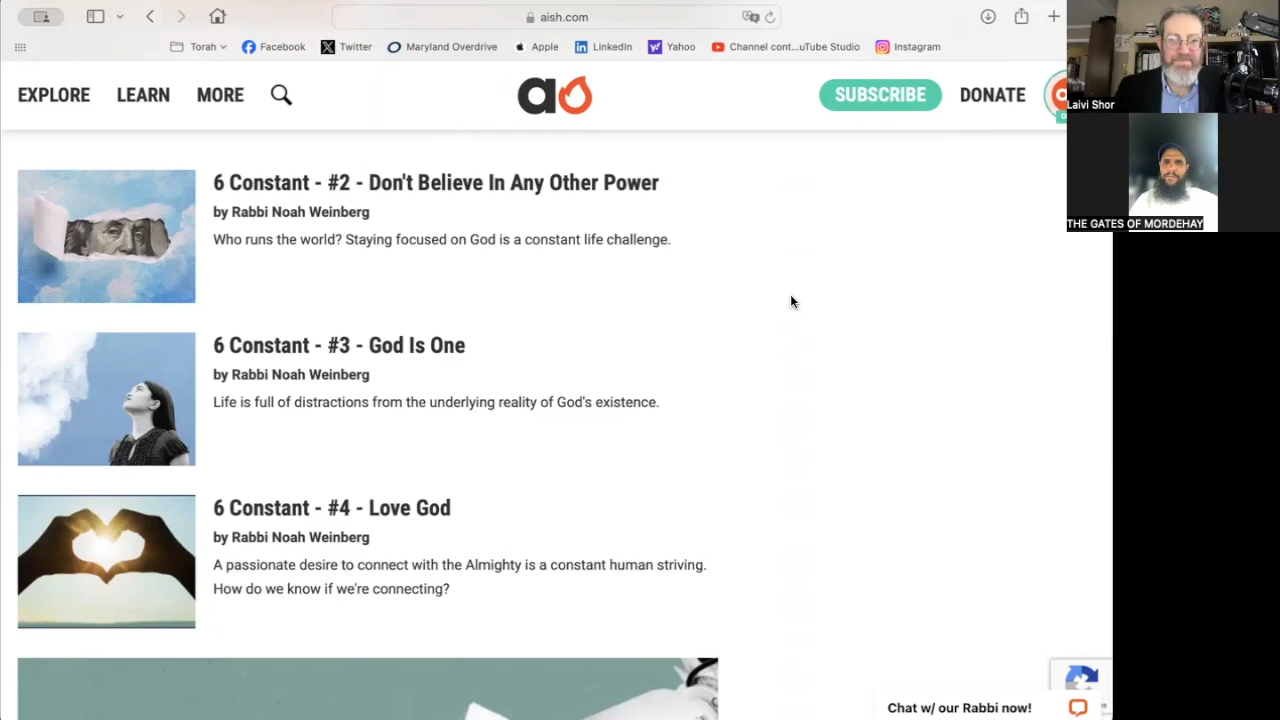 aish.com
Torah
Facebook
Twitter
Maryland Overdrive
Apple
LinkedIn
Yahoo
Channel cont...uTube Studio
Instagram
EXPLORE
LEARN
MORE
SUBSCRIBE
DONATE
Laivi Shor
THE GATES OF MORDEHAY
6 Constant - #2 - Don't Believe In Any Other Power
by Rabbi Noah Weinberg
Who runs the world? Staying focused on God is a constant life challenge.
6 Constant - #3 - God Is One
by Rabbi Noah Weinberg
Life is full of distractions from the underlying reality of God's existence.
6 Constant - #4 - Love God
by Rabbi Noah Weinberg
A passionate desire to connect with the Almighty is a constant human striving.
How do we know if we're connecting?
Chat w/ our Rabbi now!